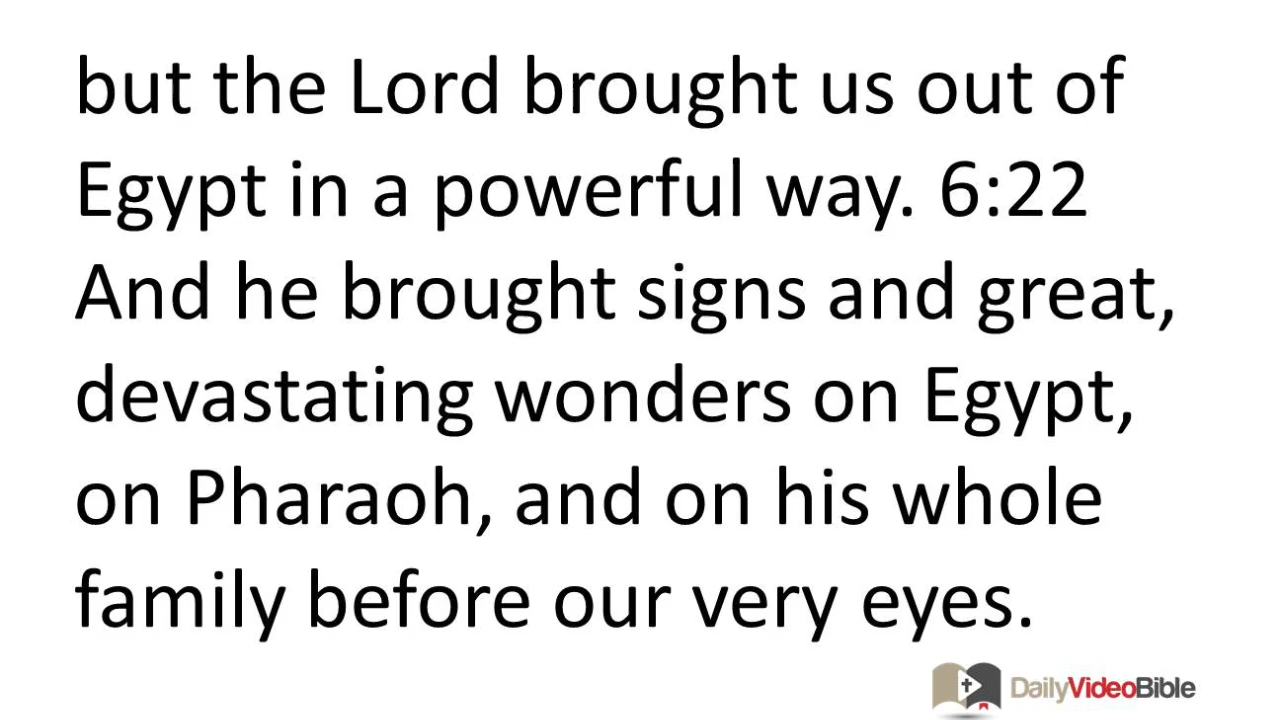 but the Lord brought us out of
Egypt in a powerful way. 6:22
And he brought signs and great,
devastating wonders on Egypt,
on Pharaoh, and on his whole
family before our very eyes.
DailyVideoBible